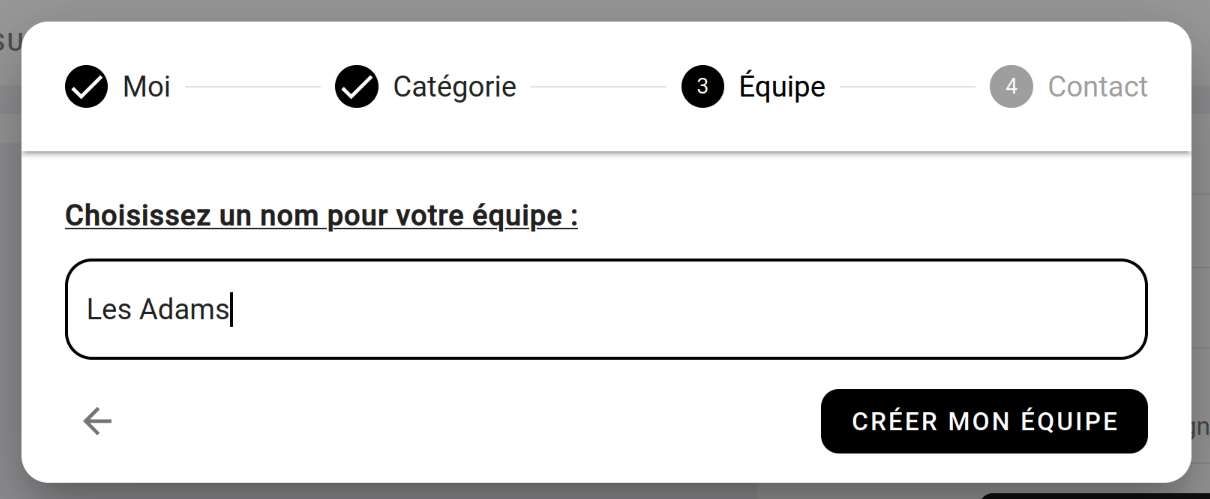 SU
Moi
Catégorie
3 Équipe
4 Contact
Choisissez un nom pour votre équipe :
Les Adams
CRÉER MON ÉQUIPE
gn